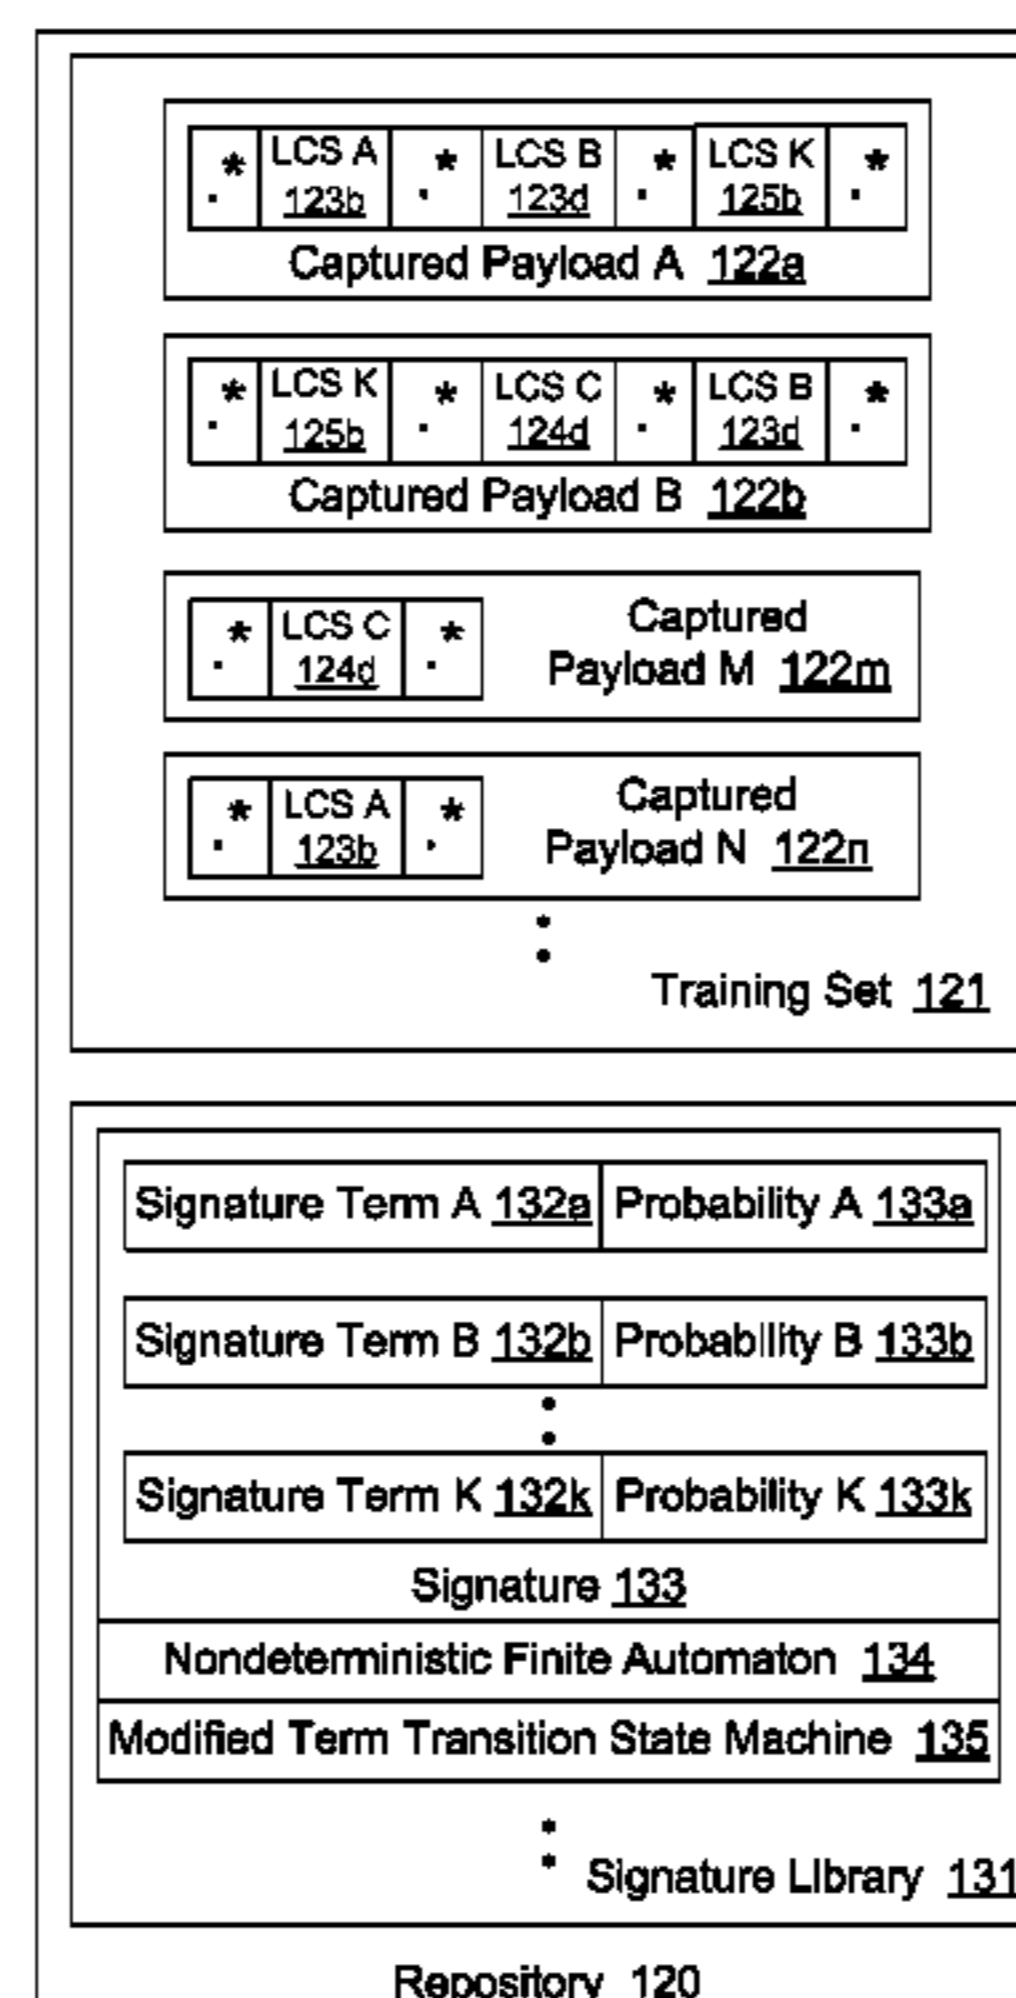 .* LCS A .* LCS B .* LCS K .*
123b 123d 125b
Captured Payload A 122a
.* LCS K .* LCS C .* LCS B .*
125b 124d 123d
Captured Payload B 122b
.* LCS C .* Captured
124d Payload M 122m
.* LCS A .* Captured
123b Payload N 122n
Training Set 121
Signature Term A 132a Probability A 133a
Signature Term B 132b Probability B 133b
Signature Term K 132k Probability K 133k
Signature 133
Nondeterministic Finite Automaton 134
Modified Term Transition State Machine 135
Signature Library 131
Repository 120